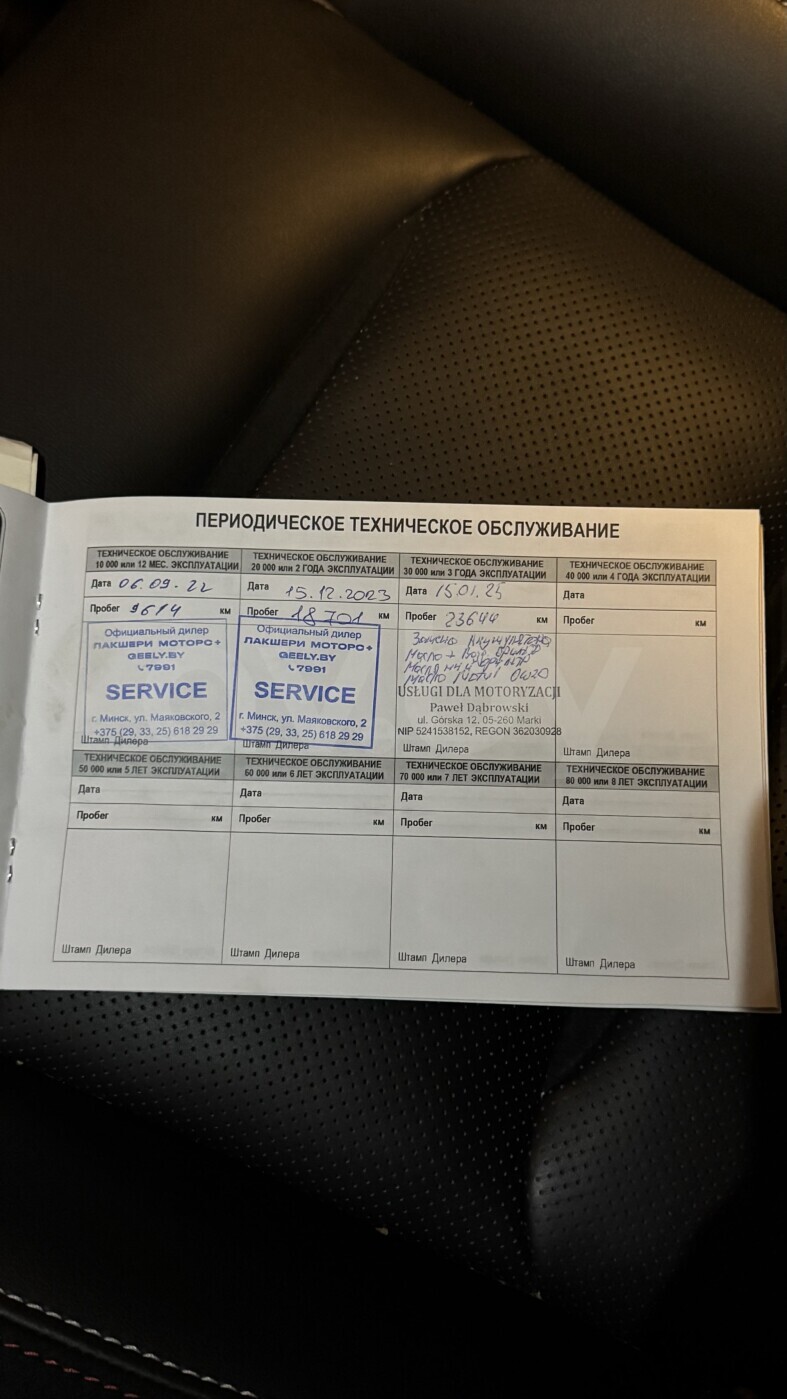 ПЕРИОДИЧЕСКОЕ ТЕХНИЧЕСКОЕ ОБСЛУЖИВАНИЕ
ТЕХНИЧЕСКОЕ ОБСЛУЖИВАНИЕ
10 000 или 12 МЕС. ЭКСПЛУАТАЦИИ
Дата 06.09.22
Пробег 9614 км
Официальный дилер
ЛАКШЕРИ МОТОРС+
GEELY.BY
7991
SERVICE
г. Минск, ул. Маяковского, 2
+375 (29, 33, 25) 618 29 29
Штамп Дилера
ТЕХНИЧЕСКОЕ ОБСЛУЖИВАНИЕ
20 000 или 2 ГОДА ЭКСПЛУАТАЦИИ
Дата 15.12.2023
Пробег 18 701 км
Официальный дилер
ЛАКШЕРИ МОТОРС+
GEELY.BY
7991
SERVICE
г. Минск, ул. Маяковского, 2
+375 (29, 33, 25) 618 29 29
Штамп Дилера
ТЕХНИЧЕСКОЕ ОБСЛУЖИВАНИЕ
30 000 или 3 ГОДА ЭКСПЛУАТАЦИИ
Дата 15.01.25
Пробег 23644 км
Масло +
Масло
Масло Motul 0w20
USŁUGI DLA MOTORYZACJI
Paweł Dąbrowski
ul. Górska 12, 05-260 Marki
NIP 5241538152, REGON 362030928
Штамп Дилера
ТЕХНИЧЕСКОЕ ОБСЛУЖИВАНИЕ
40 000 или 4 ГОДА ЭКСПЛУАТАЦИИ
Дата
Пробег км
Штамп Дилера
ТЕХНИЧЕСКОЕ ОБСЛУЖИВАНИЕ
50 000 или 5 ЛЕТ ЭКСПЛУАТАЦИИ
Дата
Пробег км
Штамп Дилера
ТЕХНИЧЕСКОЕ ОБСЛУЖИВАНИЕ
60 000 или 6 ЛЕТ ЭКСПЛУАТАЦИИ
Дата
Пробег км
Штамп Дилера
ТЕХНИЧЕСКОЕ ОБСЛУЖИВАНИЕ
70 000 или 7 ЛЕТ ЭКСПЛУАТАЦИИ
Дата
Пробег км
Штамп Дилера
ТЕХНИЧЕСКОЕ ОБСЛУЖИВАНИЕ
80 000 или 8 ЛЕТ ЭКСПЛУАТАЦИИ
Дата
Пробег км
Штамп Дилера